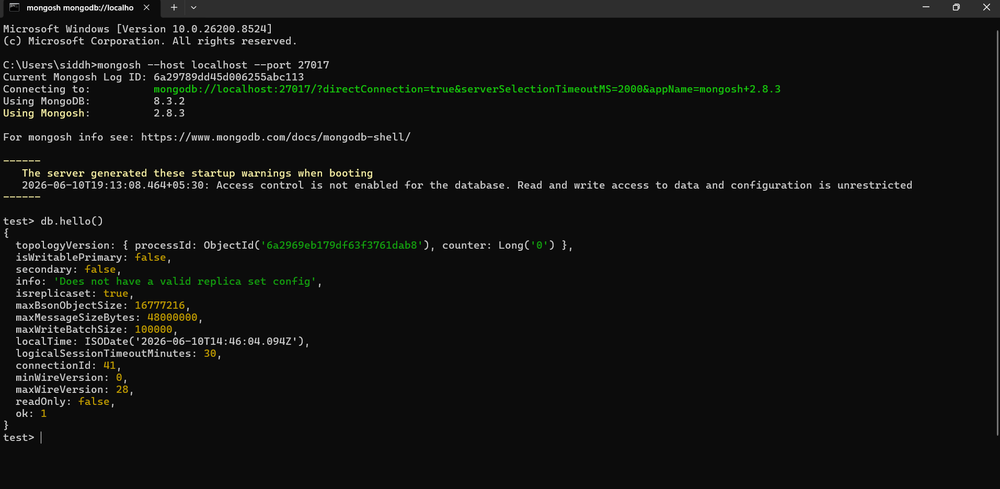 mongosh mongodb://localho
Microsoft Windows [Version 10.0.26200.8524]
(c) Microsoft Corporation. All rights reserved.
C:\Users\siddh>mongosh --host localhost --port 27017
Current Mongosh Log ID: 6a29789dd45d006255abc113
Connecting to:          mongodb://localhost:27017/?directConnection=true&serverSelectionTimeoutMS=2000&appName=mongosh+2.8.3
Using MongoDB:          8.3.2
Using Mongosh:          2.8.3
For mongosh info see: https://www.mongodb.com/docs/mongodb-shell/
------
   The server generated these startup warnings when booting
   2026-06-10T19:13:08.464+05:30: Access control is not enabled for the database. Read and write access to data and configuration is unrestricted
------
test> db.hello()
{
  topologyVersion: { processId: ObjectId('6a2969eb179df63f3761dab8'), counter: Long('0') },
  isWritablePrimary: false,
  secondary: false,
  info: 'Does not have a valid replica set config',
  isreplicaset: true,
  maxBsonObjectSize: 16777216,
  maxMessageSizeBytes: 48000000,
  maxWriteBatchSize: 100000,
  localTime: ISODate('2026-06-10T14:46:04.094Z'),
  logicalSessionTimeoutMinutes: 30,
  connectionId: 41,
  minWireVersion: 0,
  maxWireVersion: 28,
  readOnly: false,
  ok: 1
}
test>